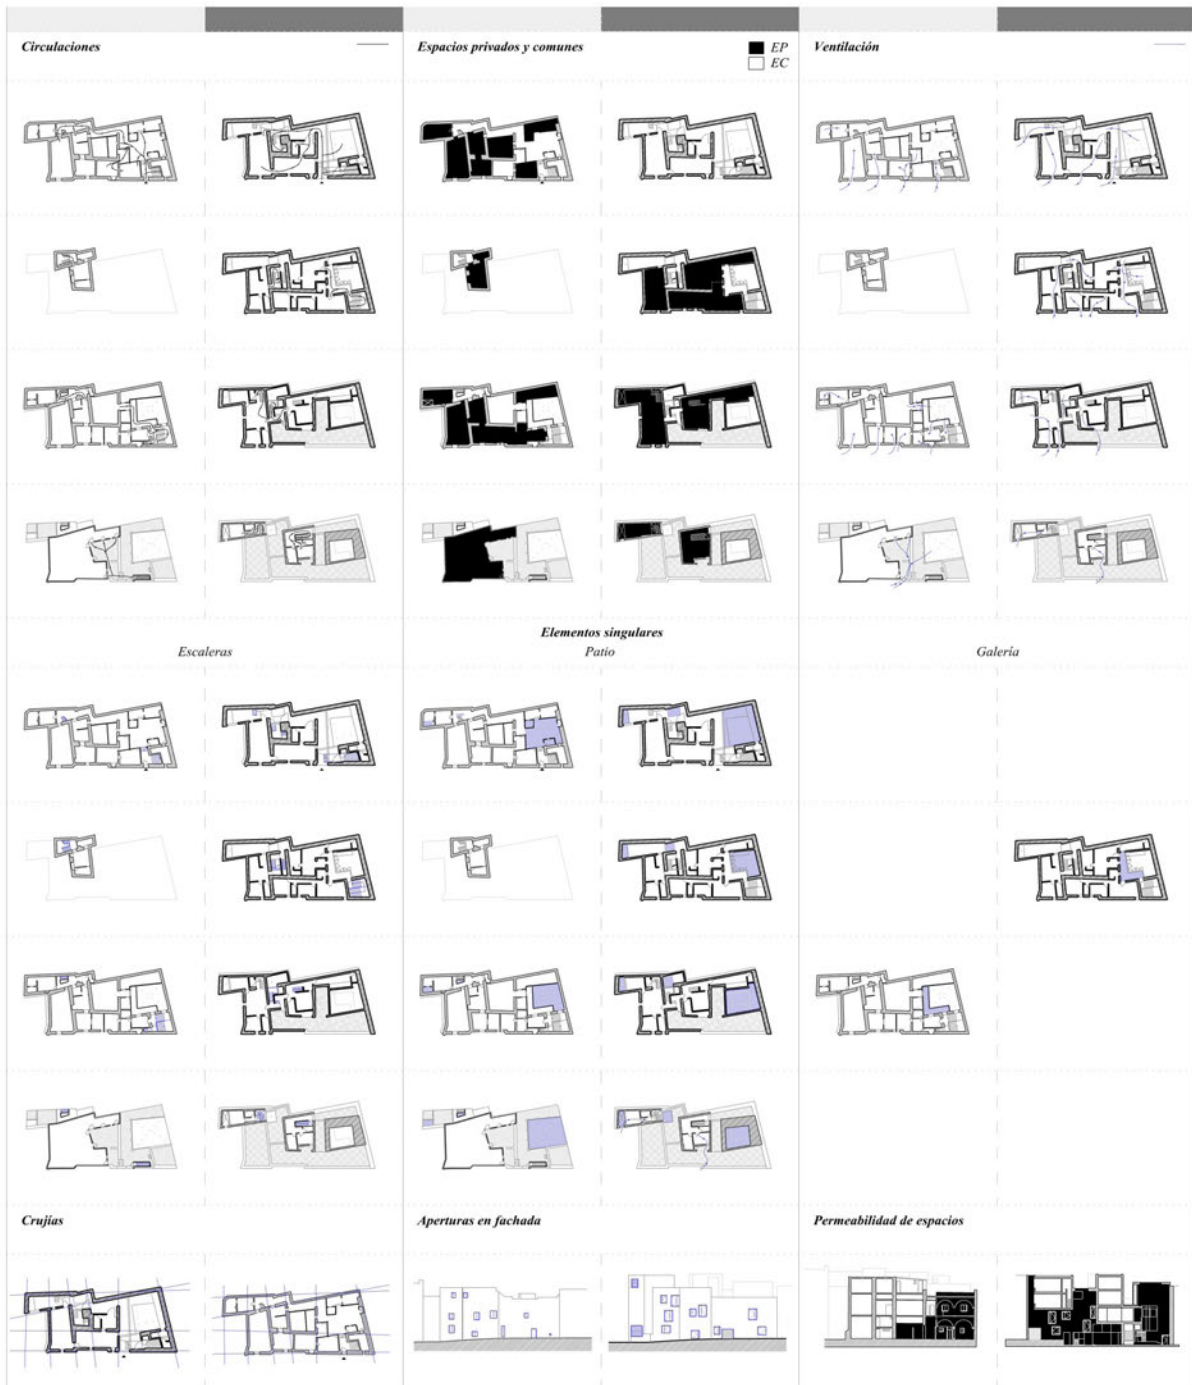 Circulaciones
Espacios privados y comunes
EP
EC
Ventilación
Elementos singulares
Escaleras
Patio
Galería
Crujías
Aperturas en fachada
Permeabilidad de espacios